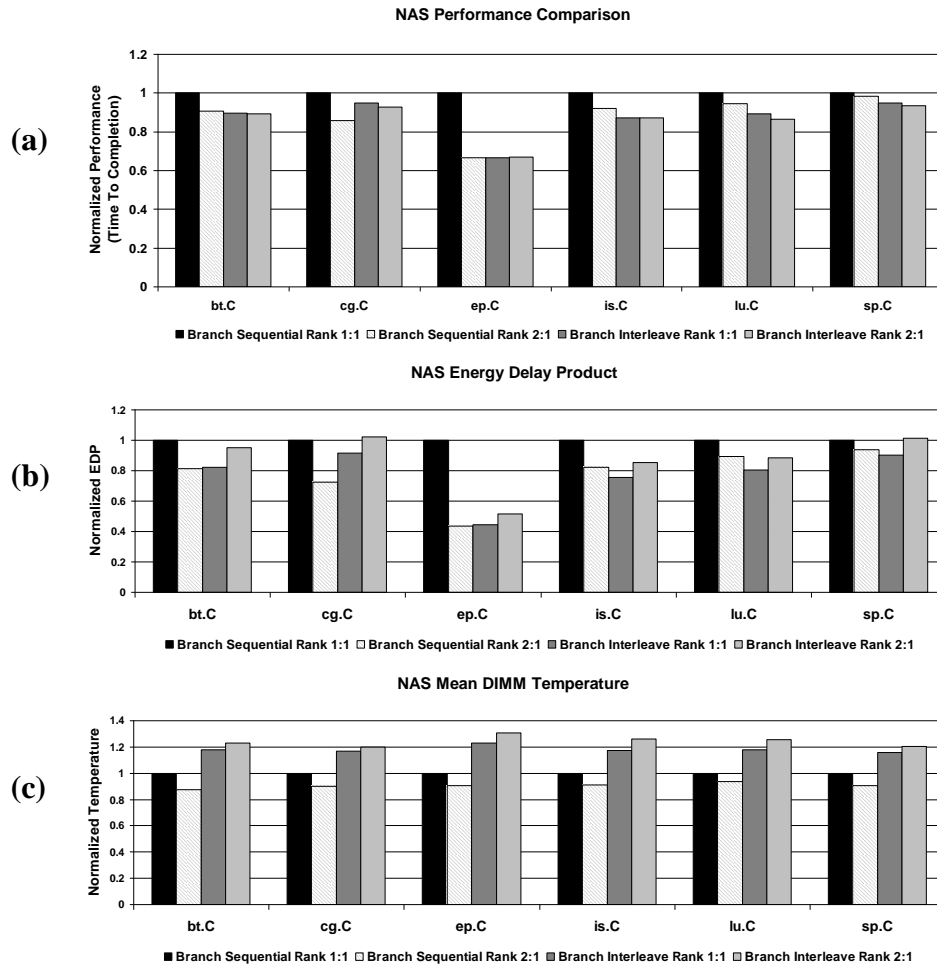 NAS Performance Comparison
(a)
Normalized Performance
(Time To Completion)
1.2
1
0.8
0.6
0.4
0.2
0
bt.C cg.C ep.C is.C lu.C sp.C
Branch Sequential Rank 1:1 Branch Sequential Rank 2:1 Branch Interleave Rank 1:1 Branch Interleave Rank 2:1
NAS Energy Delay Product
(b)
Normalized EDP
1.2
1
0.8
0.6
0.4
0.2
0
bt.C cg.C ep.C is.C lu.C sp.C
Branch Sequential Rank 1:1 Branch Sequential Rank 2:1 Branch Interleave Rank 1:1 Branch Interleave Rank 2:1
NAS Mean DIMM Temperature
(c)
Normalized Temperature
1.4
1.2
1
0.8
0.6
0.4
0.2
0
bt.C cg.C ep.C is.C lu.C sp.C
Branch Sequential Rank 1:1 Branch Sequential Rank 2:1 Branch Interleave Rank 1:1 Branch Interleave Rank 2:1